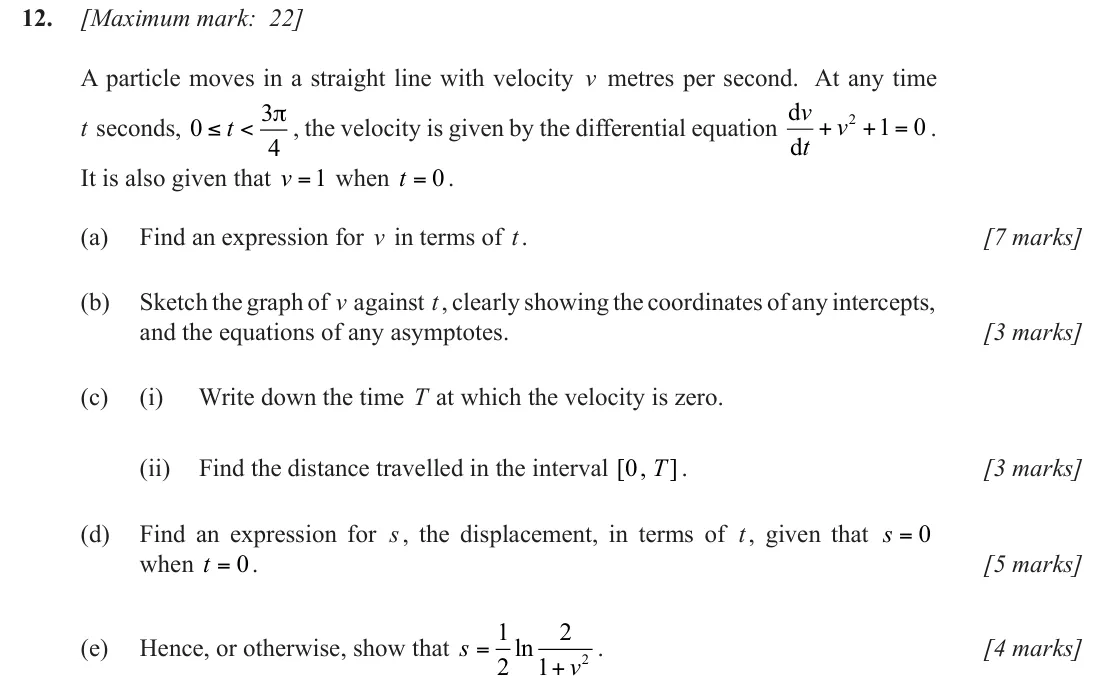 12. [Maximum mark: 22]
A particle moves in a straight line with velocity v metres per second. At any time
t seconds, 0 ≤ t < 3π/4, the velocity is given by the differential equation dv/dt + v² + 1 = 0.
It is also given that v = 1 when t = 0.
(a) Find an expression for v in terms of t. [7 marks]
(b) Sketch the graph of v against t, clearly showing the coordinates of any intercepts,
and the equations of any asymptotes. [3 marks]
(c) (i) Write down the time T at which the velocity is zero.
(ii) Find the distance travelled in the interval [0, T]. [3 marks]
(d) Find an expression for s, the displacement, in terms of t, given that s = 0
when t = 0. [5 marks]
(e) Hence, or otherwise, show that s = 1/2 ln 2/(1 + v²). [4 marks]